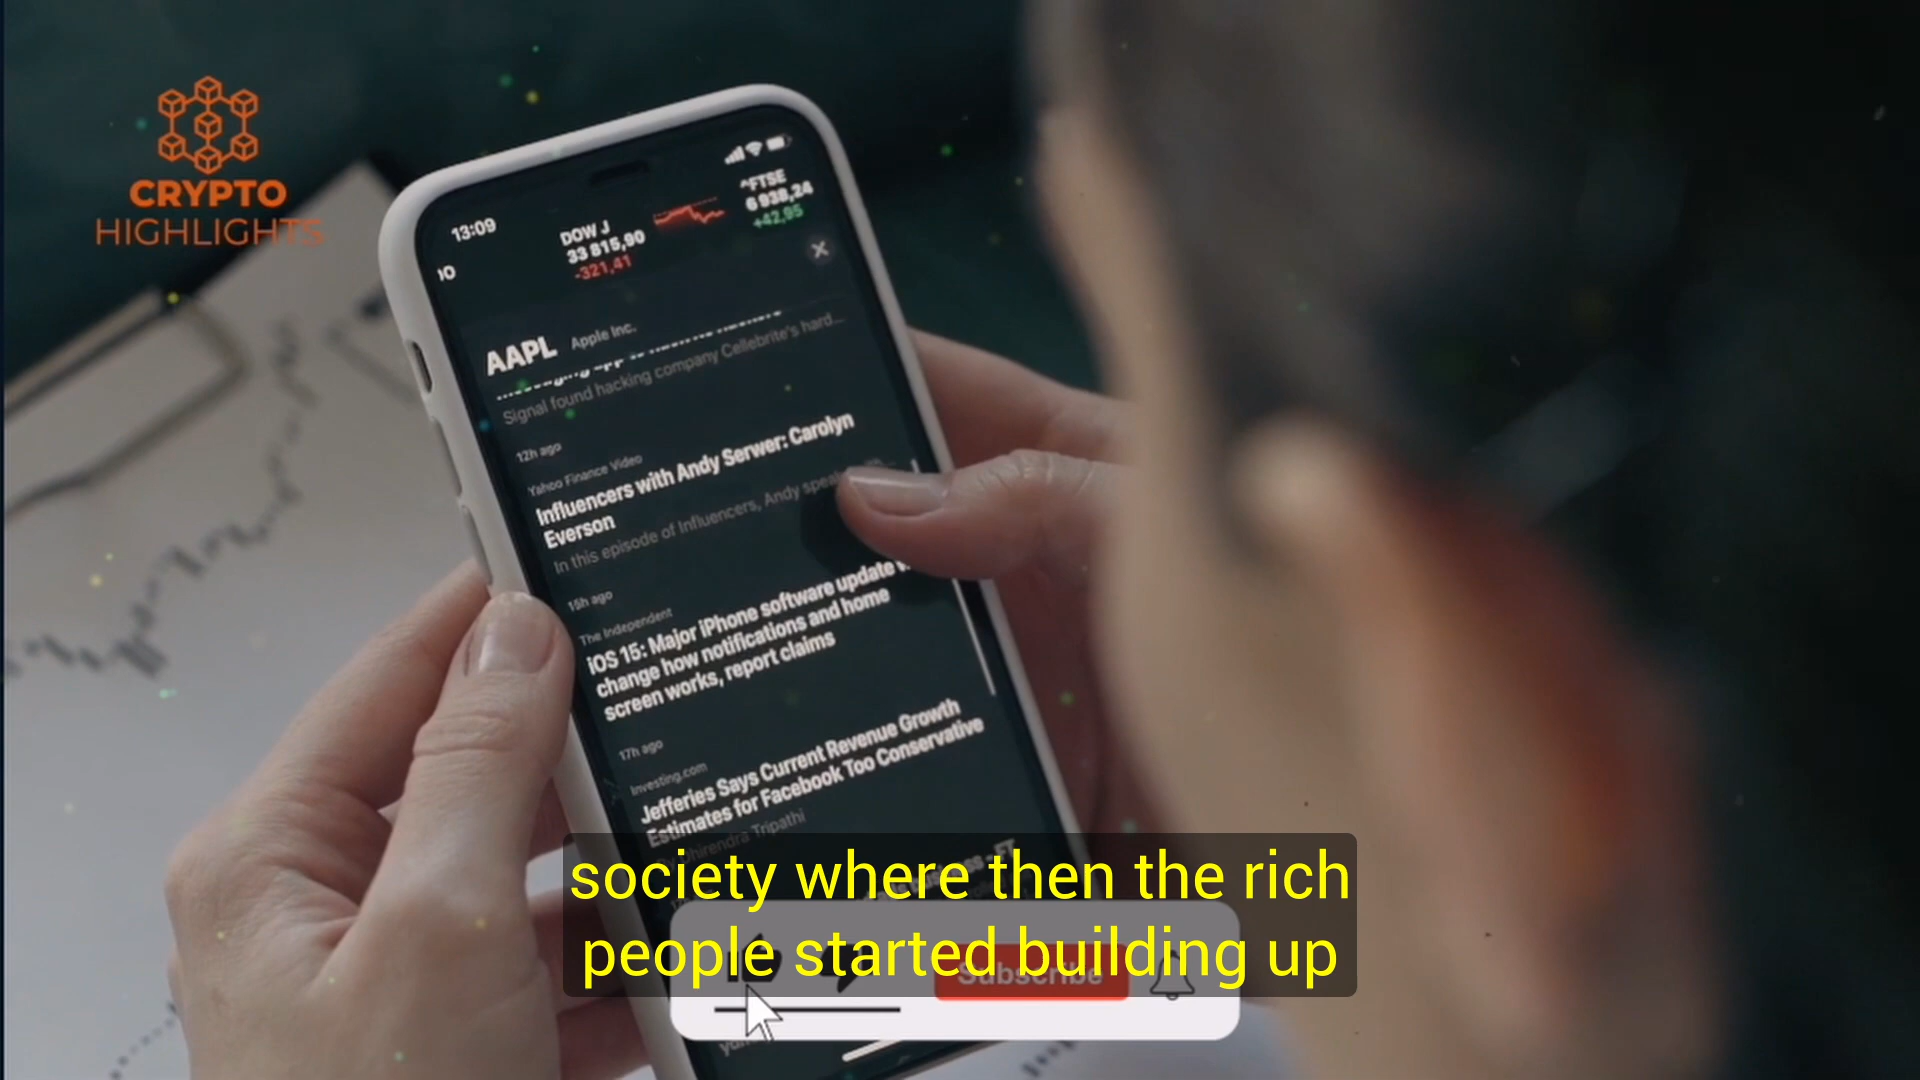 CRYPTO
HIGHLIGHTS
13:09
DOW J
33 815,90
-321,41
^FTSE
6 938,24
+42,95
AAPL Apple Inc.
Signal found hacking company Cellebrite's hard...
12h ago
Yahoo Finance Video
Influencers with Andy Serwer: Carolyn
Everson
In this episode of Influencers, Andy
15h ago
The Independent
iOS 15: Major iPhone software update
change how notifications and home
screen works, report claims
17h ago
Investing.com
Jefferies Says Current Revenue Growth
Estimates for Facebook Too Conservative
By Dhirendra Tripathi
society where then the rich
people started building up
Subscribe